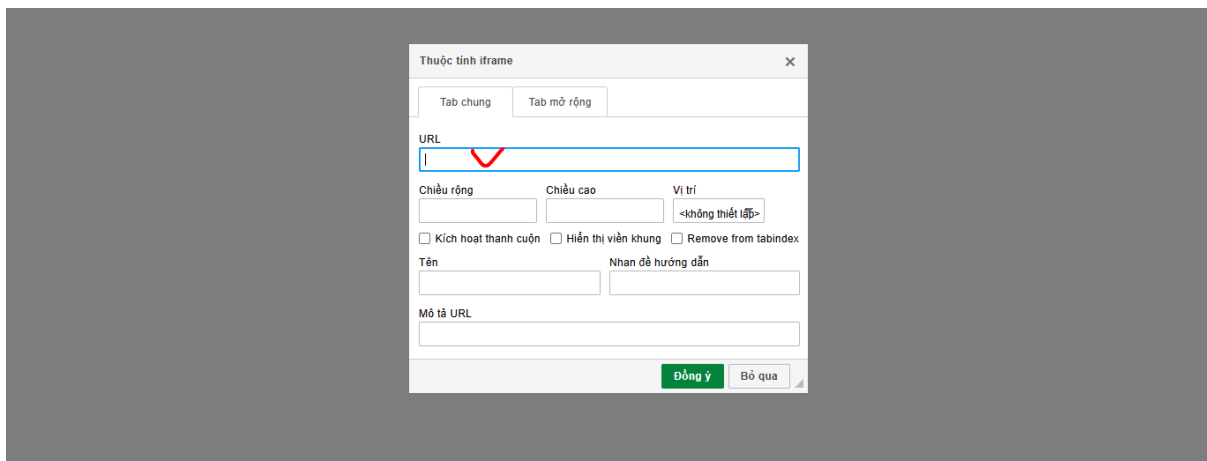 Thuộc tính iframe
Tab chung Tab mở rộng
URL
Chiều rộng Chiều cao Vị trí
<không thiết lập>
Kích hoạt thanh cuộn Hiển thị viền khung Remove from tabindex
Tên Nhan đề hướng dẫn
Mô tả URL
Đồng ý Bỏ qua